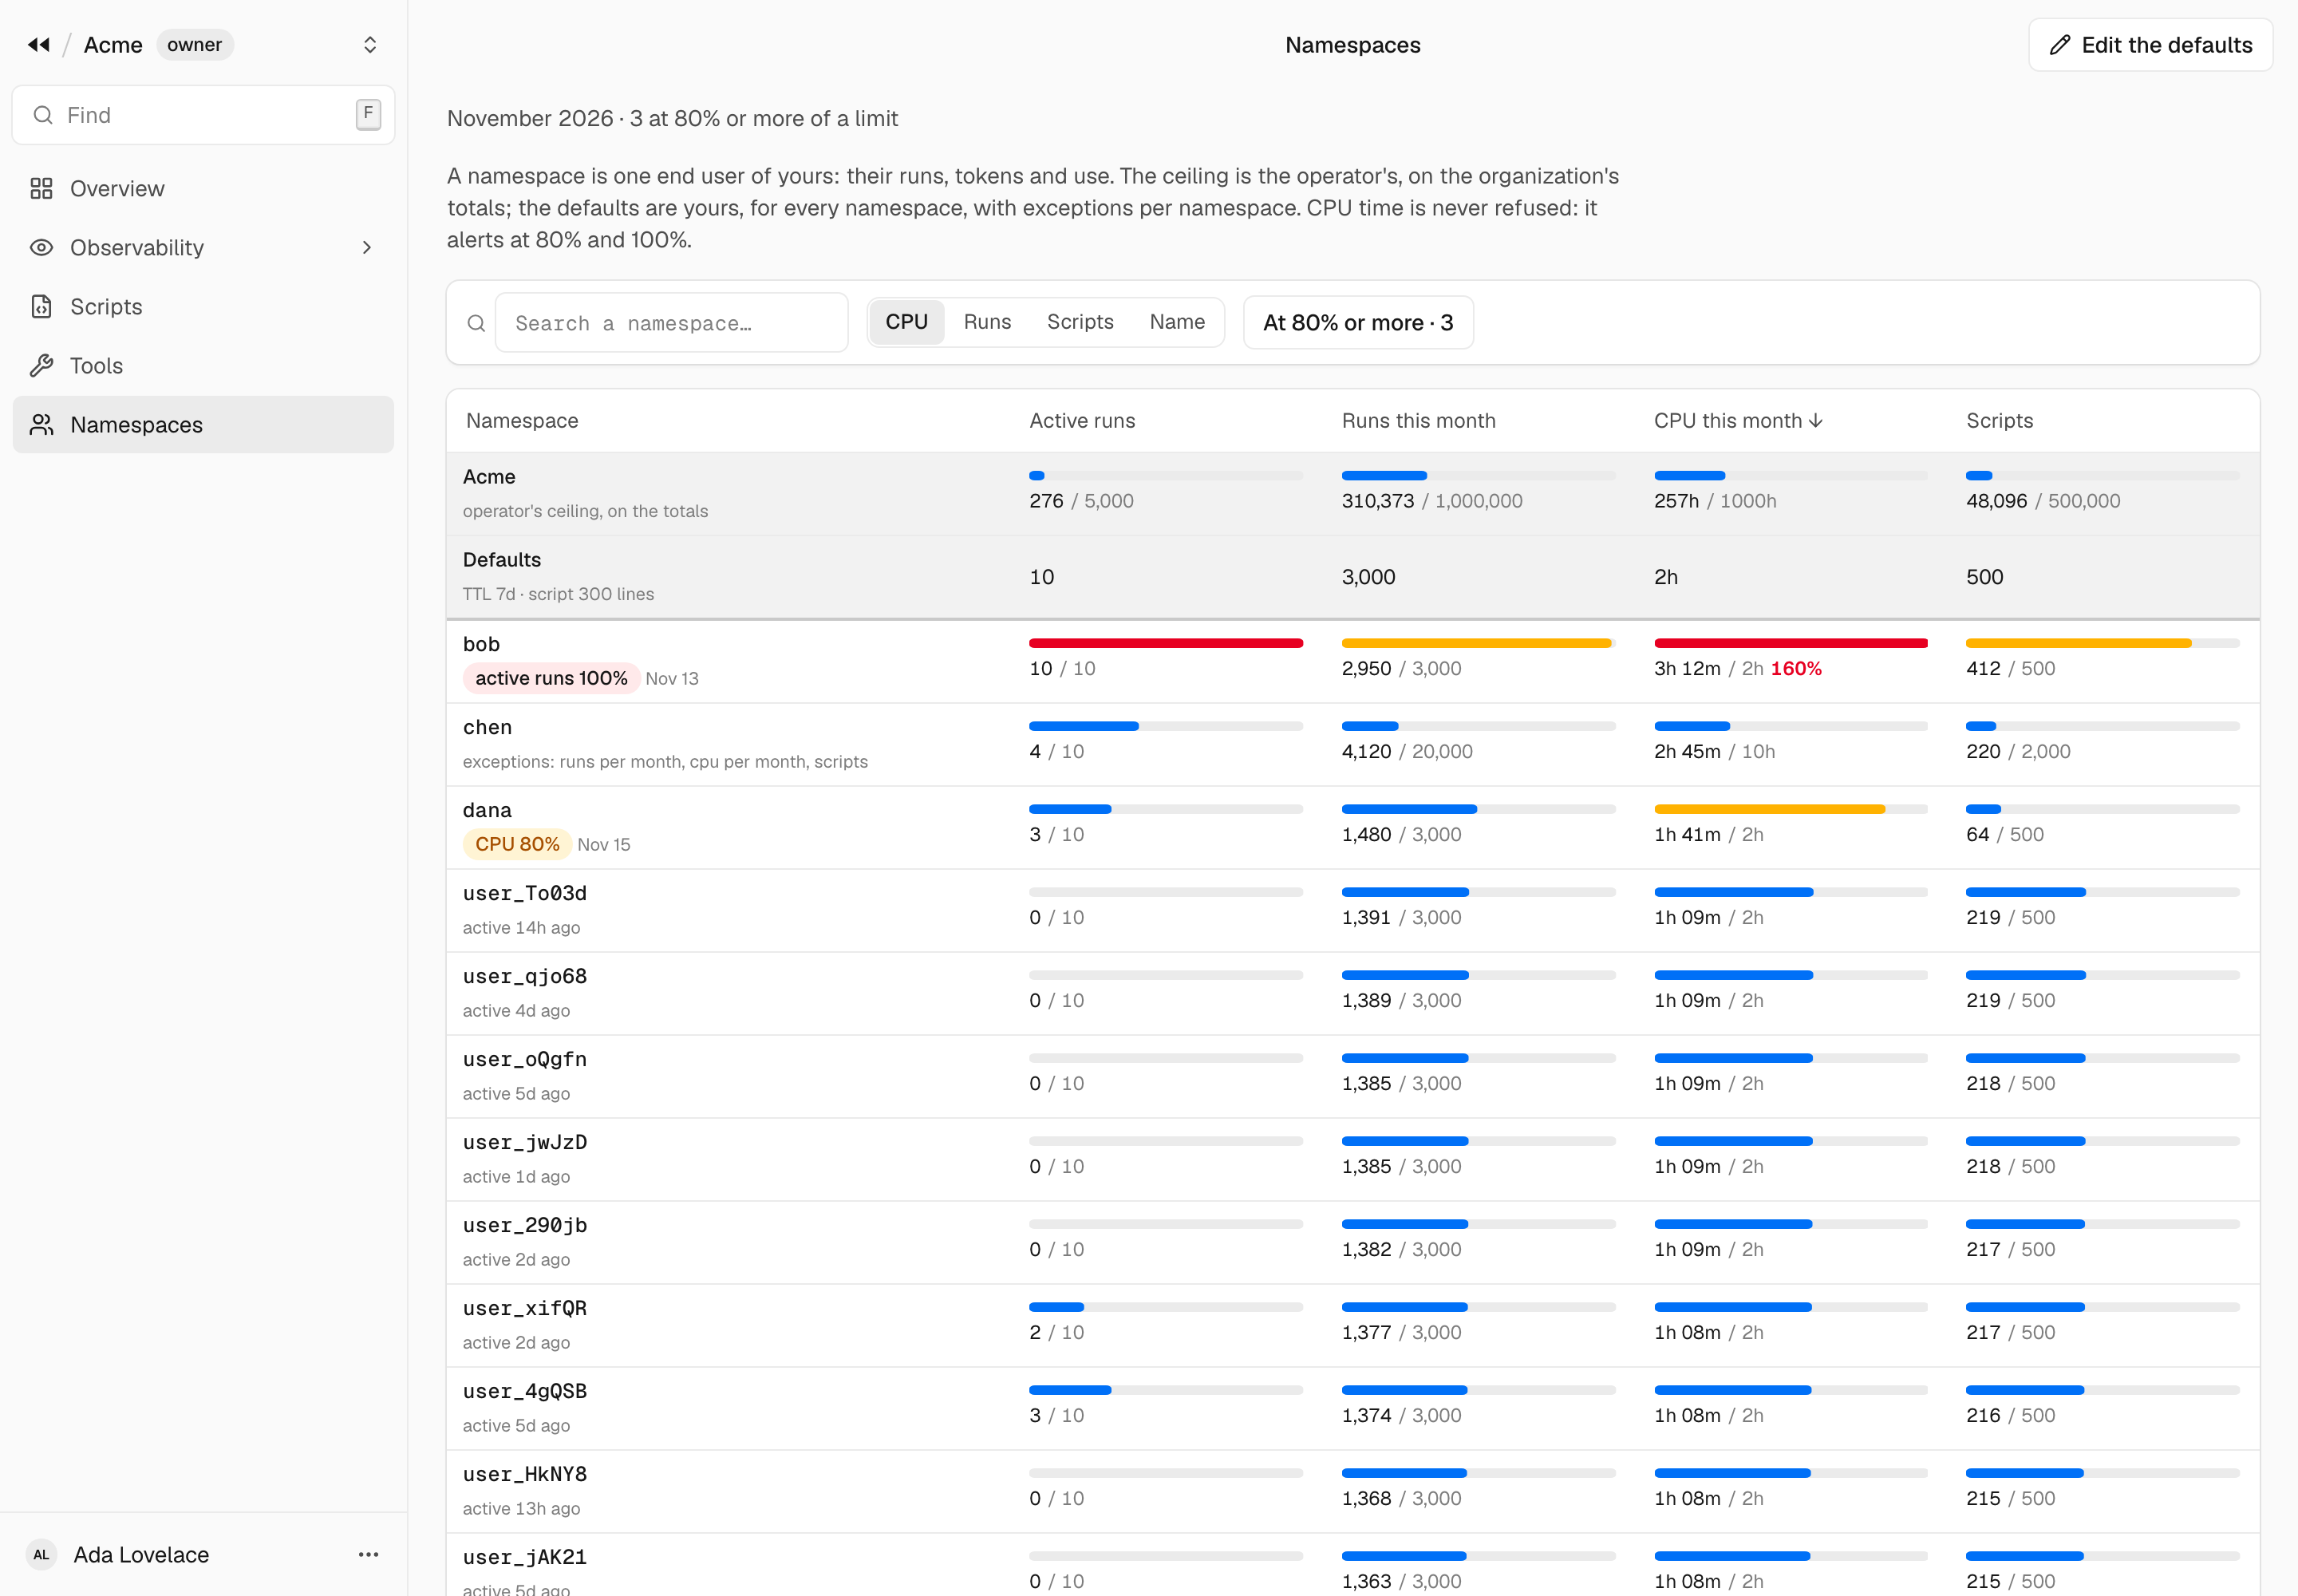 / Acme owner
Find F
Overview
Observability
Scripts
Tools
Namespaces
AL Ada Lovelace
Namespaces
Edit the defaults
November 2026 · 3 at 80% or more of a limit
A namespace is one end user of yours: their runs, tokens and use. The ceiling is the operator's, on the organization's
totals; the defaults are yours, for every namespace, with exceptions per namespace. CPU time is never refused: it
alerts at 80% and 100%.
Search a namespace… CPU Runs Scripts Name At 80% or more · 3
Namespace Active runs Runs this month CPU this month ↓ Scripts
Acme
276 / 5,000 310,373 / 1,000,000 257h / 1000h 48,096 / 500,000
operator's ceiling, on the totals
Defaults
10 3,000 2h 500
TTL 7d · script 300 lines
bob
10 / 10 2,950 / 3,000 3h 12m / 2h 160% 412 / 500
active runs 100% Nov 13
chen
4 / 10 4,120 / 20,000 2h 45m / 10h 220 / 2,000
exceptions: runs per month, cpu per month, scripts
dana
3 / 10 1,480 / 3,000 1h 41m / 2h 64 / 500
CPU 80% Nov 15
user_To03d
0 / 10 1,391 / 3,000 1h 09m / 2h 219 / 500
active 14h ago
user_qjo68
0 / 10 1,389 / 3,000 1h 09m / 2h 219 / 500
active 4d ago
user_oQgfn
0 / 10 1,385 / 3,000 1h 09m / 2h 218 / 500
active 5d ago
user_jwJzD
0 / 10 1,385 / 3,000 1h 09m / 2h 218 / 500
active 1d ago
user_290jb
0 / 10 1,382 / 3,000 1h 09m / 2h 217 / 500
active 2d ago
user_xifQR
2 / 10 1,377 / 3,000 1h 08m / 2h 217 / 500
active 2d ago
user_4gQSB
3 / 10 1,374 / 3,000 1h 08m / 2h 216 / 500
active 5d ago
user_HkNY8
0 / 10 1,368 / 3,000 1h 08m / 2h 215 / 500
active 13h ago
user_jAK21
0 / 10 1,363 / 3,000 1h 08m / 2h 215 / 500
active 5d ago